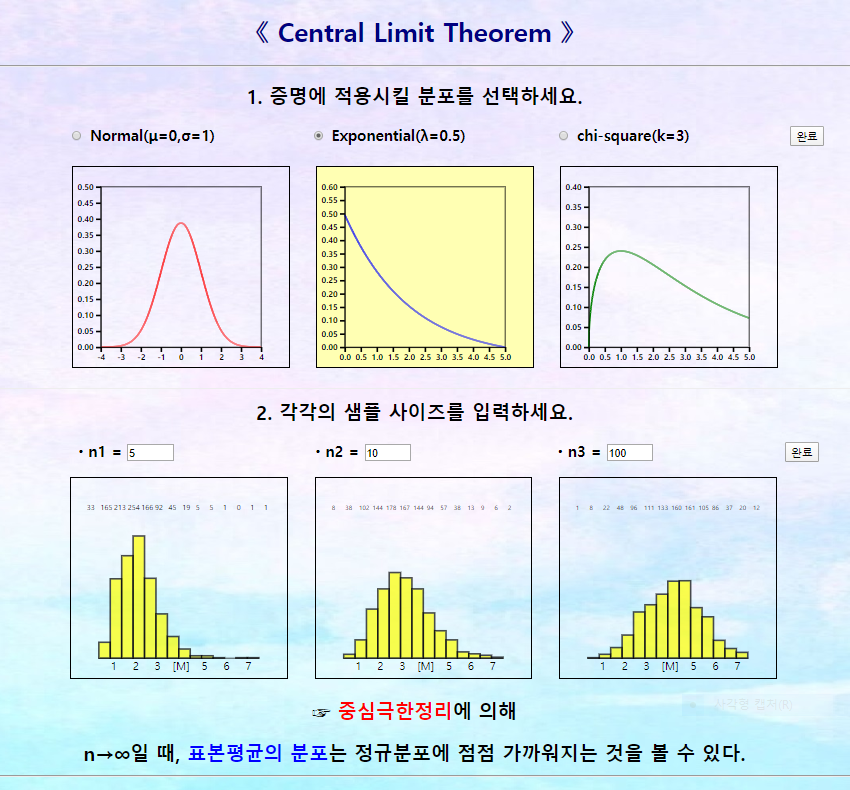 《 Central Limit Theorem 》
1. 증명에 적용시킬 분포를 선택하세요.
Normal(μ=0,σ=1) Exponential(λ=0.5) chi-square(k=3) 완료
0.50 0.60 0.40
0.45 0.55 0.35
0.40 0.50 0.30
0.35 0.45 0.25
0.30 0.40 0.20
0.25 0.35 0.15
0.20 0.30 0.10
0.15 0.25 0.05
0.10 0.20 0.00
0.05 0.15
0.00 0.10
0.05
0.00
-4 -3 -2 -1 0 1 2 3 4
0.0 0.5 1.0 1.5 2.0 2.5 3.0 3.5 4.0 4.5 5.0
0.0 0.5 1.0 1.5 2.0 2.5 3.0 3.5 4.0 4.5 5.0
2. 각각의 샘플 사이즈를 입력하세요.
· n1 = 5 · n2 = 10 · n3 = 100 완료
33 165 213 254 166 92 45 19 5 5 1 0 1 1
8 38 102 144 178 167 144 94 57 38 13 9 6 2
1 8 22 48 96 111 133 160 161 105 86 37 20 12
1 2 3 [M] 5 6 7
1 2 3 [M] 5 6 7
1 2 3 [M] 5 6 7
☞ 중심극한정리에 의해
사각형 캡처(R)
n→∞일 때, 표본평균의 분포는 정규분포에 점점 가까워지는 것을 볼 수 있다.